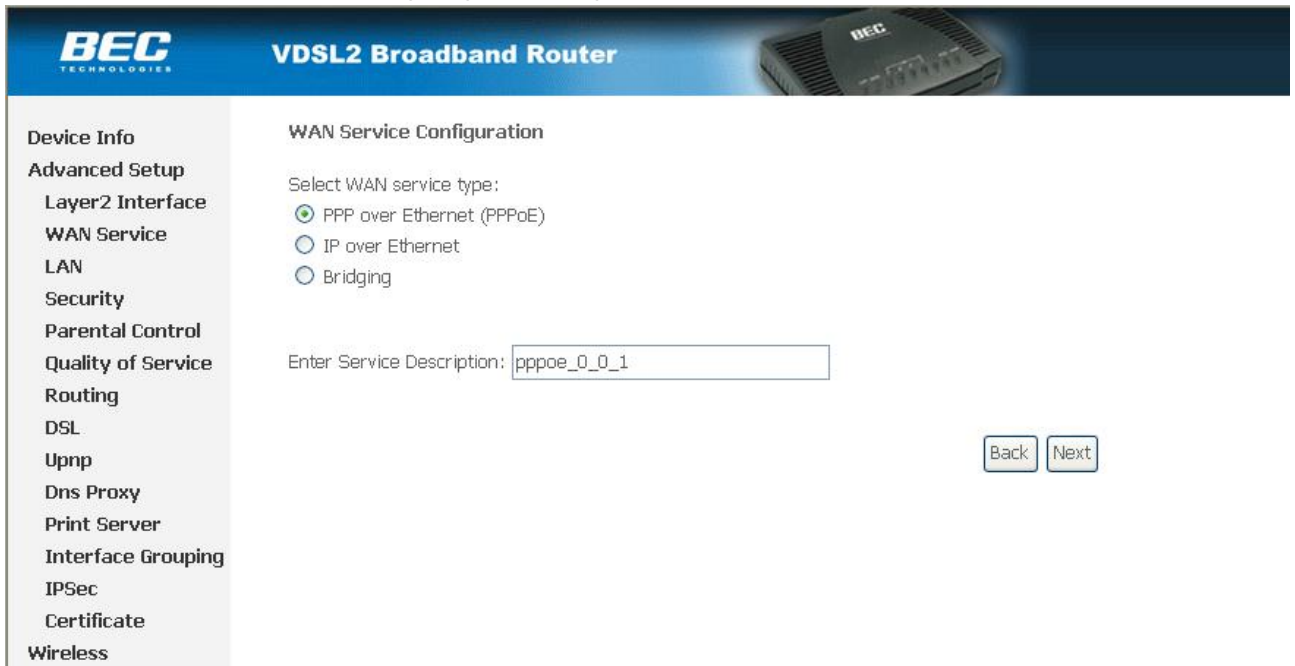 BEC
TECHNOLOGIES
VDSL2 Broadband Router
BEC
Device Info
Advanced Setup
Layer2 Interface
WAN Service
LAN
Security
Parental Control
Quality of Service
Routing
DSL
Upnp
Dns Proxy
Print Server
Interface Grouping
IPSec
Certificate
Wireless
WAN Service Configuration
Select WAN service type:
PPP over Ethernet (PPPoE)
IP over Ethernet
Bridging
Enter Service Description: pppoe_0_0_1
Back Next